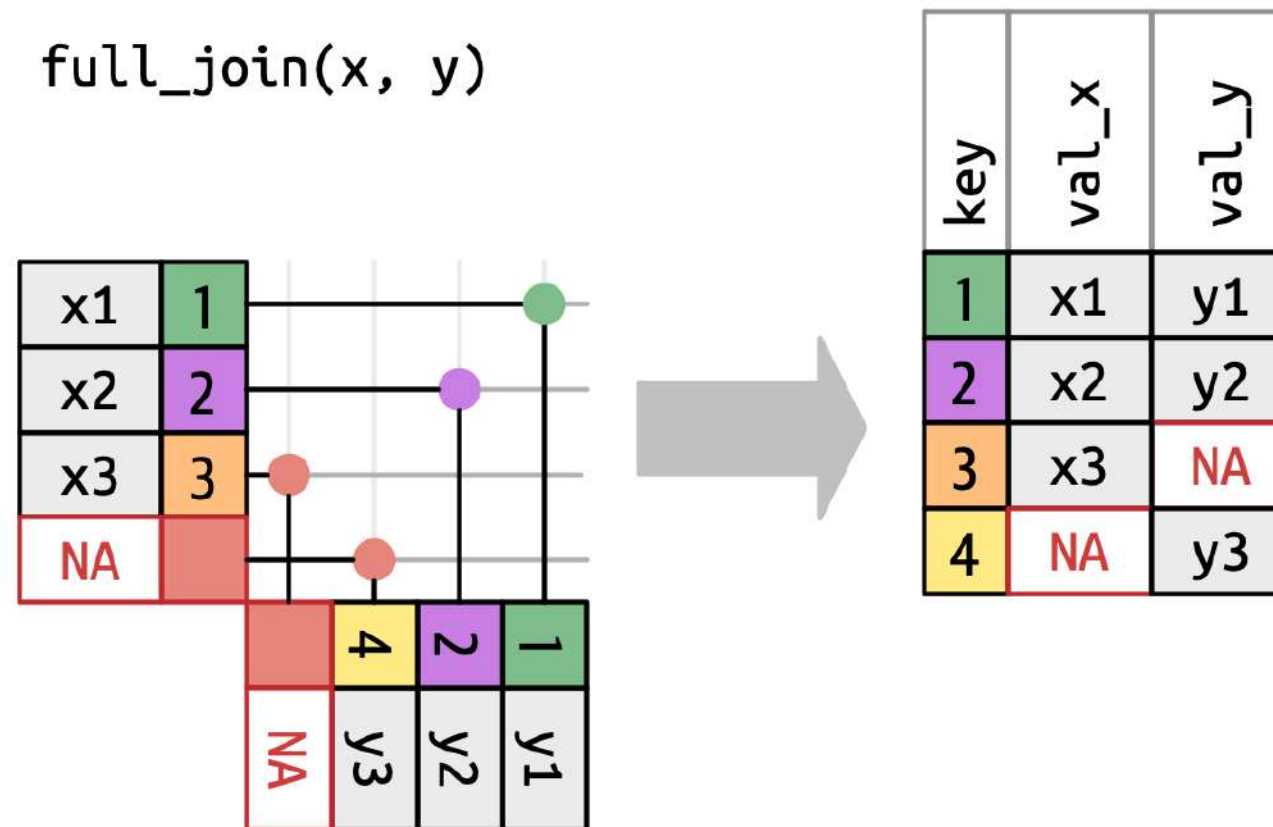 full_join(x, y)
x1 1
x2 2
x3 3
NA
4 2 1
NA y3 y2 y1
key val_x val_y
1 x1 y1
2 x2 y2
3 x3 NA
4 NA y3